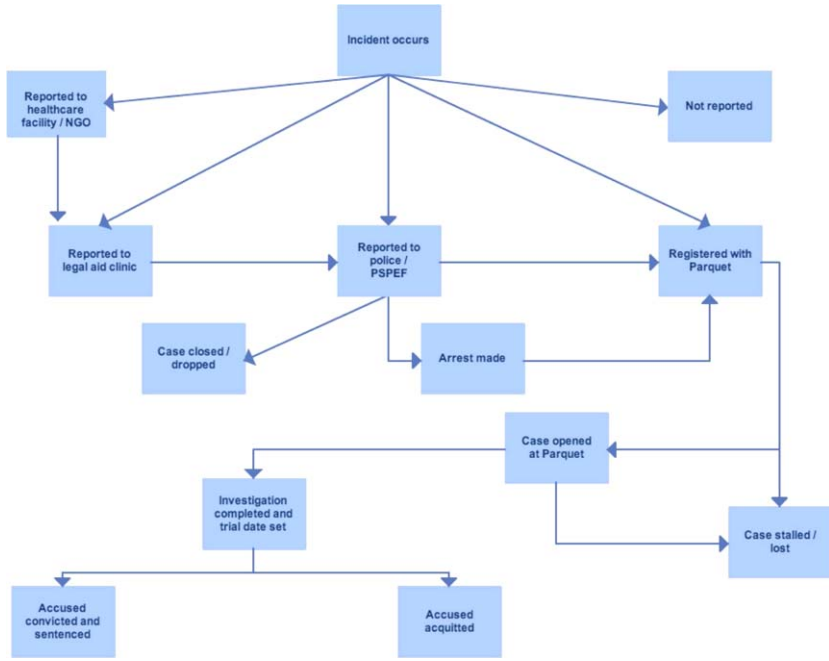 Incident occurs
Reported to
healthcare
facility / NGO
Not reported
Reported to
legal aid clinic
Reported to
police /
PSPEF
Registered with
Parquet
Case closed /
dropped
Arrest made
Case opened
at Parquet
Investigation
completed and
trial date set
Case stalled /
lost
Accused
convicted and
sentenced
Accused
acquitted